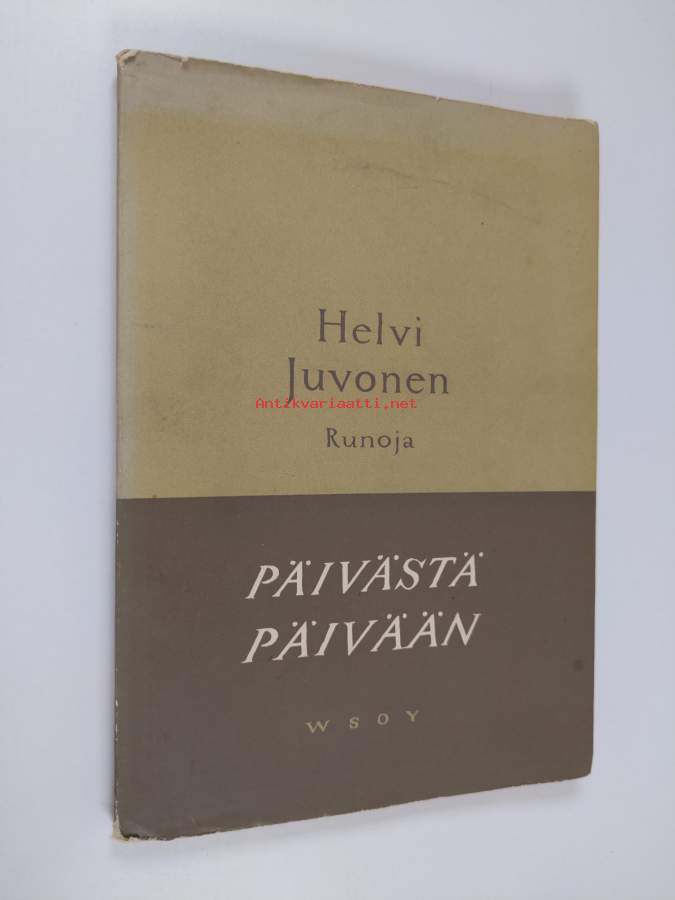 Helvi
Juvonen
Antikvariaatti.net
Runoja
PÄIVÄSTÄ
PÄIVÄÄN
WSOY